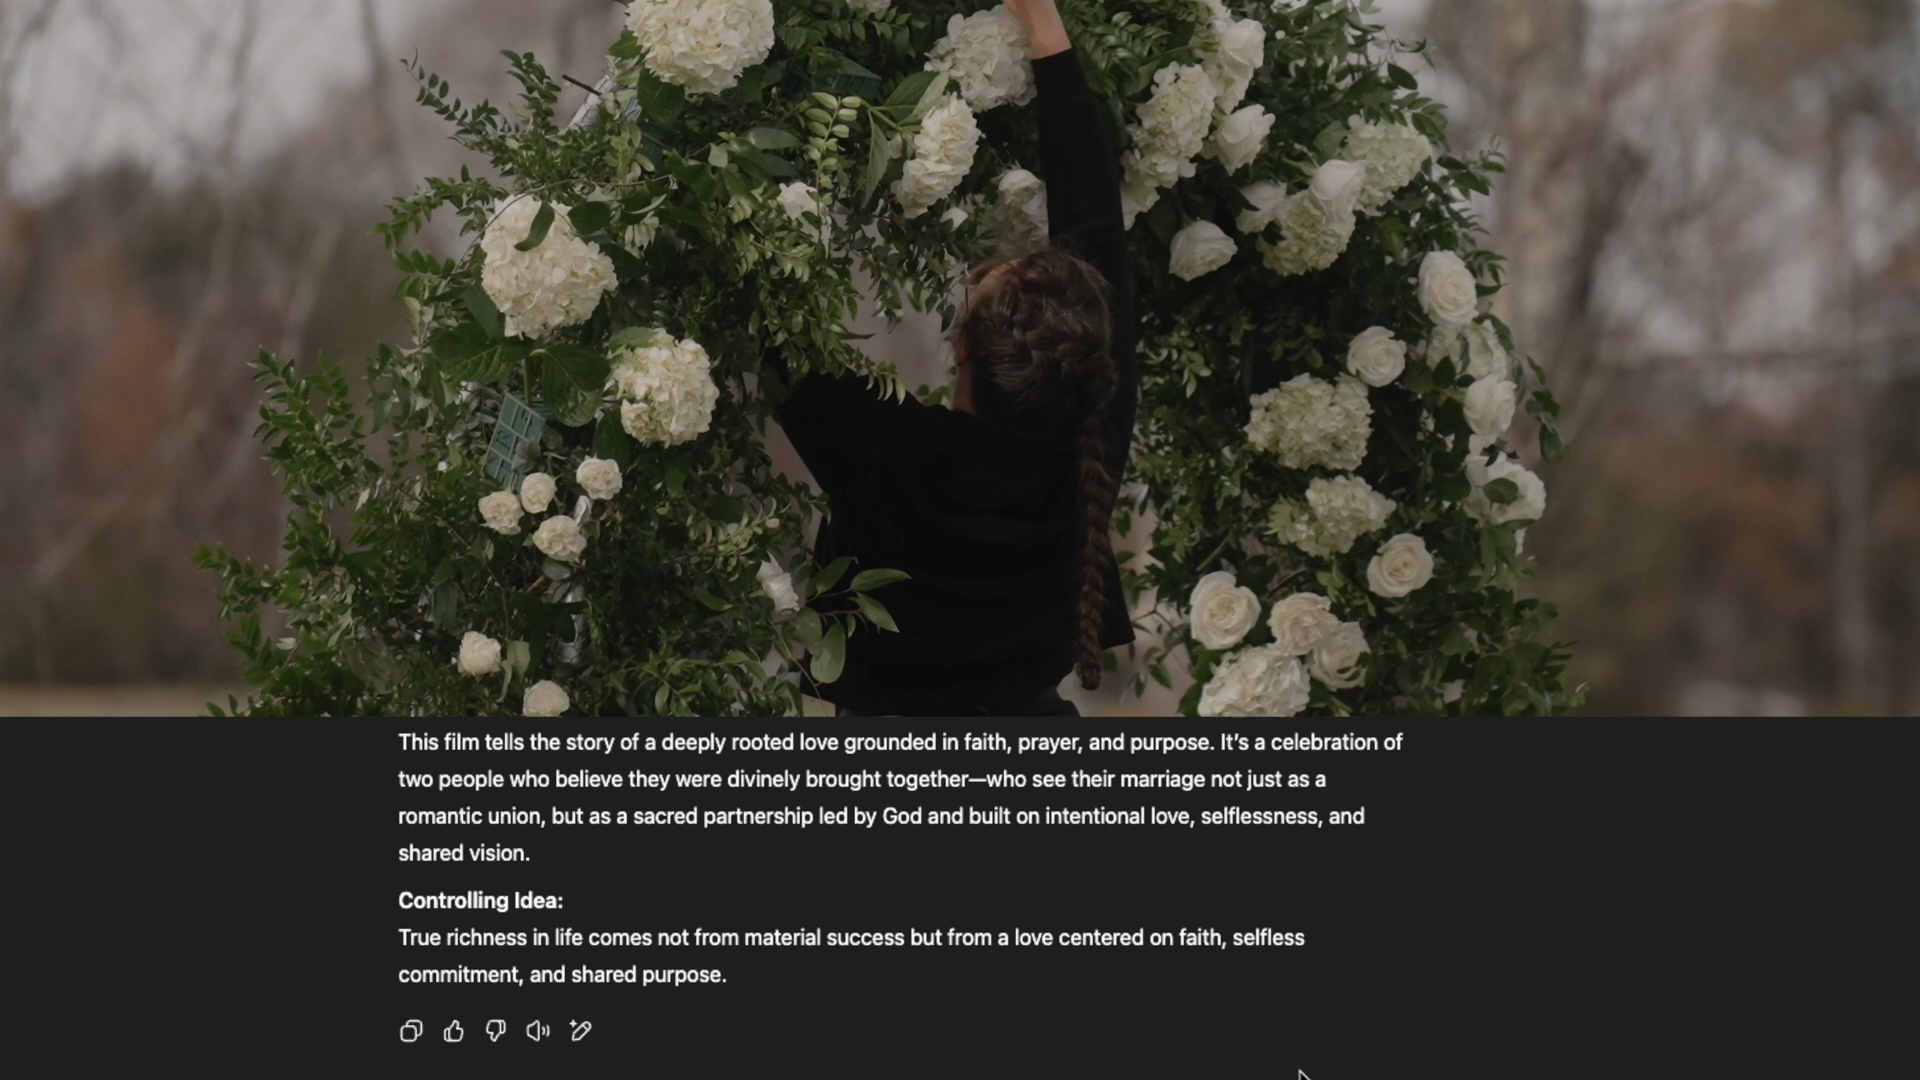 This film tells the story of a deeply rooted love grounded in faith, prayer, and purpose. It’s a celebration of
two people who believe they were divinely brought together—who see their marriage not just as a
romantic union, but as a sacred partnership led by God and built on intentional love, selflessness, and
shared vision.
Controlling Idea:
True richness in life comes not from material success but from a love centered on faith, selfless
commitment, and shared purpose.